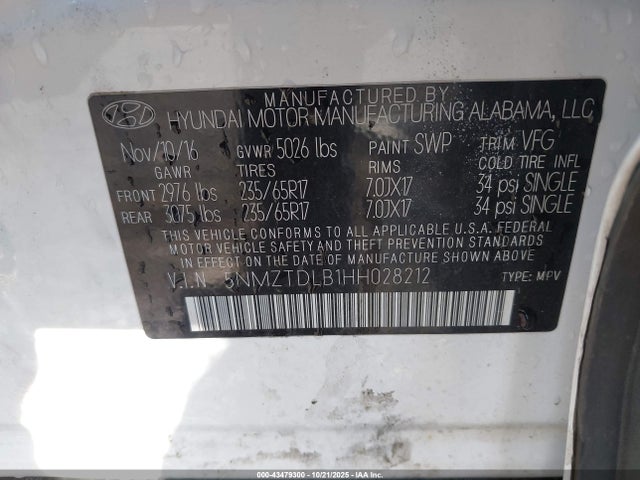 MANUFACTURED BY
HYUNDAI MOTOR MANUFACTURING ALABAMA, LLC
Nov/10/16 GVWR 5026 lbs PAINT SWP TRIM VFG
GAWR TIRES RIMS COLD TIRE INFL
FRONT 2976 lbs 235/65R17 7.0JX17 34 psi SINGLE
REAR 3075 lbs 235/65R17 7.0JX17 34 psi SINGLE
THIS VEHICLE CONFORMS TO ALL APPLICABLE U.S.A. FEDERAL
MOTOR VEHICLE SAFETY AND THEFT PREVENTION STANDARDS
IN EFFECT ON THE DATE OF MANUFACTURE SHOWN ABOVE.
V.I.N. 5NMZTDLB1HH028212 TYPE: MPV
000-43479300 - 10/21/2025 - COPYRIGHT IAA, LLC